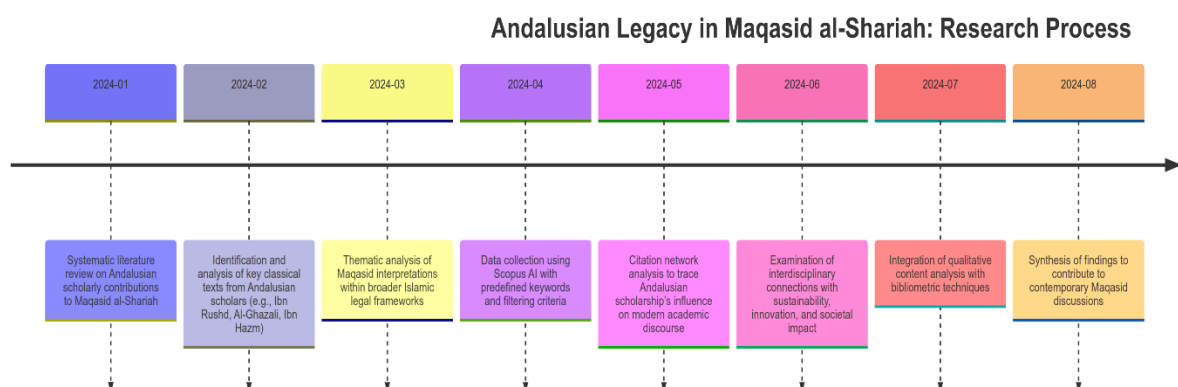 Andalusian Legacy in Maqasid al-Shariah: Research Process
2024-01
2024-02
2024-03
2024-04
2024-05
2024-06
2024-07
2024-08
Systematic literature
review on Andalusian
scholarly contributions
to Maqasid al-Shariah
Identification and
analysis of key classical
texts from Andalusian
scholars (e.g., Ibn
Rushd, Al-Ghazali, Ibn
Hazm)
Thematic analysis of
Maqasid interpretations
within broader Islamic
legal frameworks
Data collection using
Scopus AI with
predefined keywords
and filtering criteria
Citation network
analysis to trace
Andalusian
scholarship's influence
on modern academic
discourse
Examination of
interdisciplinary
connections with
sustainability,
innovation, and societal
impact
Integration of qualitative
content analysis with
bibliometric techniques
Synthesis of findings to
contribute to
contemporary Maqasid
discussions